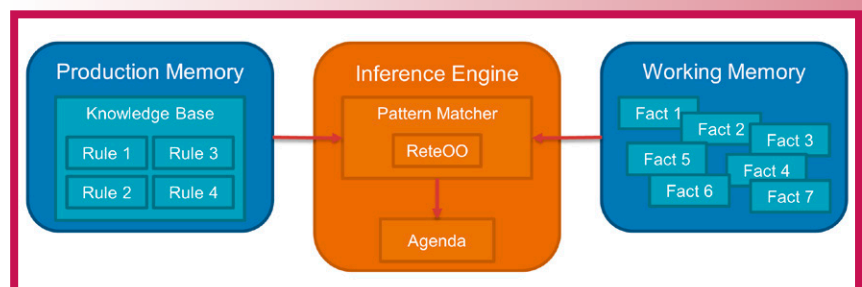 Production Memory
Knowledge Base
Rule 1
Rule 3
Rule 2
Rule 4
Inference Engine
Pattern Matcher
ReteOO
Agenda
Working Memory
Fact 1
Fact 2
Fact 3
Fact 5
Fact 4
Fact 6
Fact 7